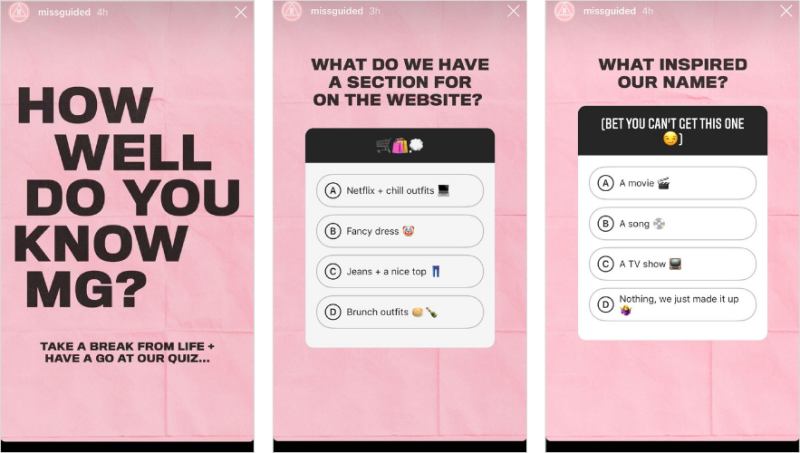 missguided 4h
HOW
WELL
DO YOU
KNOW
MG?
TAKE A BREAK FROM LIFE +
HAVE A GO AT OUR QUIZ...
missguided 3h
WHAT DO WE HAVE
A SECTION FOR
ON THE WEBSITE?
🛒🛍️💭
A Netflix + chill outfits 💻
B Fancy dress 🤡
C Jeans + a nice top 👖
D Brunch outfits 🥯🍾
missguided 4h
WHAT INSPIRED
OUR NAME?
(BET YOU CAN'T GET THIS ONE
😏)
A A movie 🎬
B A song 💿
C A TV show 📺
D Nothing, we just made it up
🤷‍♀️